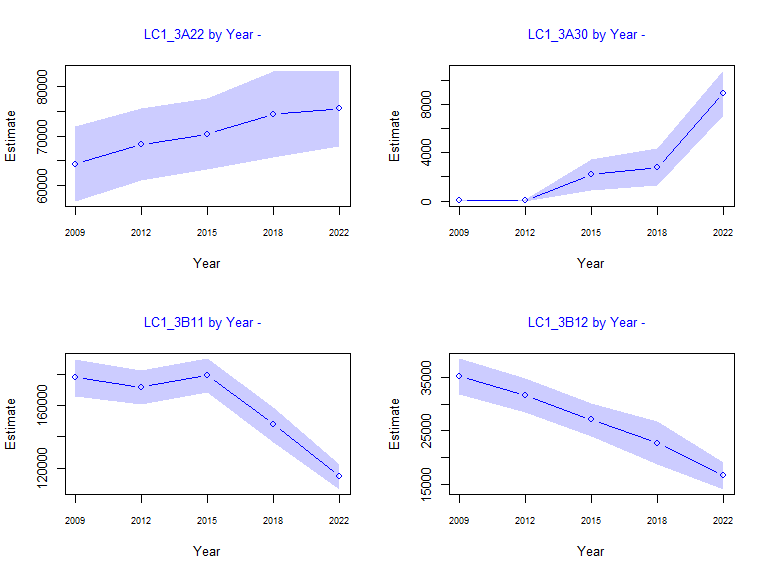 LC1_3A22 by Year -
Estimate
80000
70000
60000
2009 2012 2015 2018 2022
Year
LC1_3A30 by Year -
Estimate
8000
4000
0
2009 2012 2015 2018 2022
Year
LC1_3B11 by Year -
Estimate
160000
120000
2009 2012 2015 2018 2022
Year
LC1_3B12 by Year -
Estimate
35000
25000
15000
2009 2012 2015 2018 2022
Year